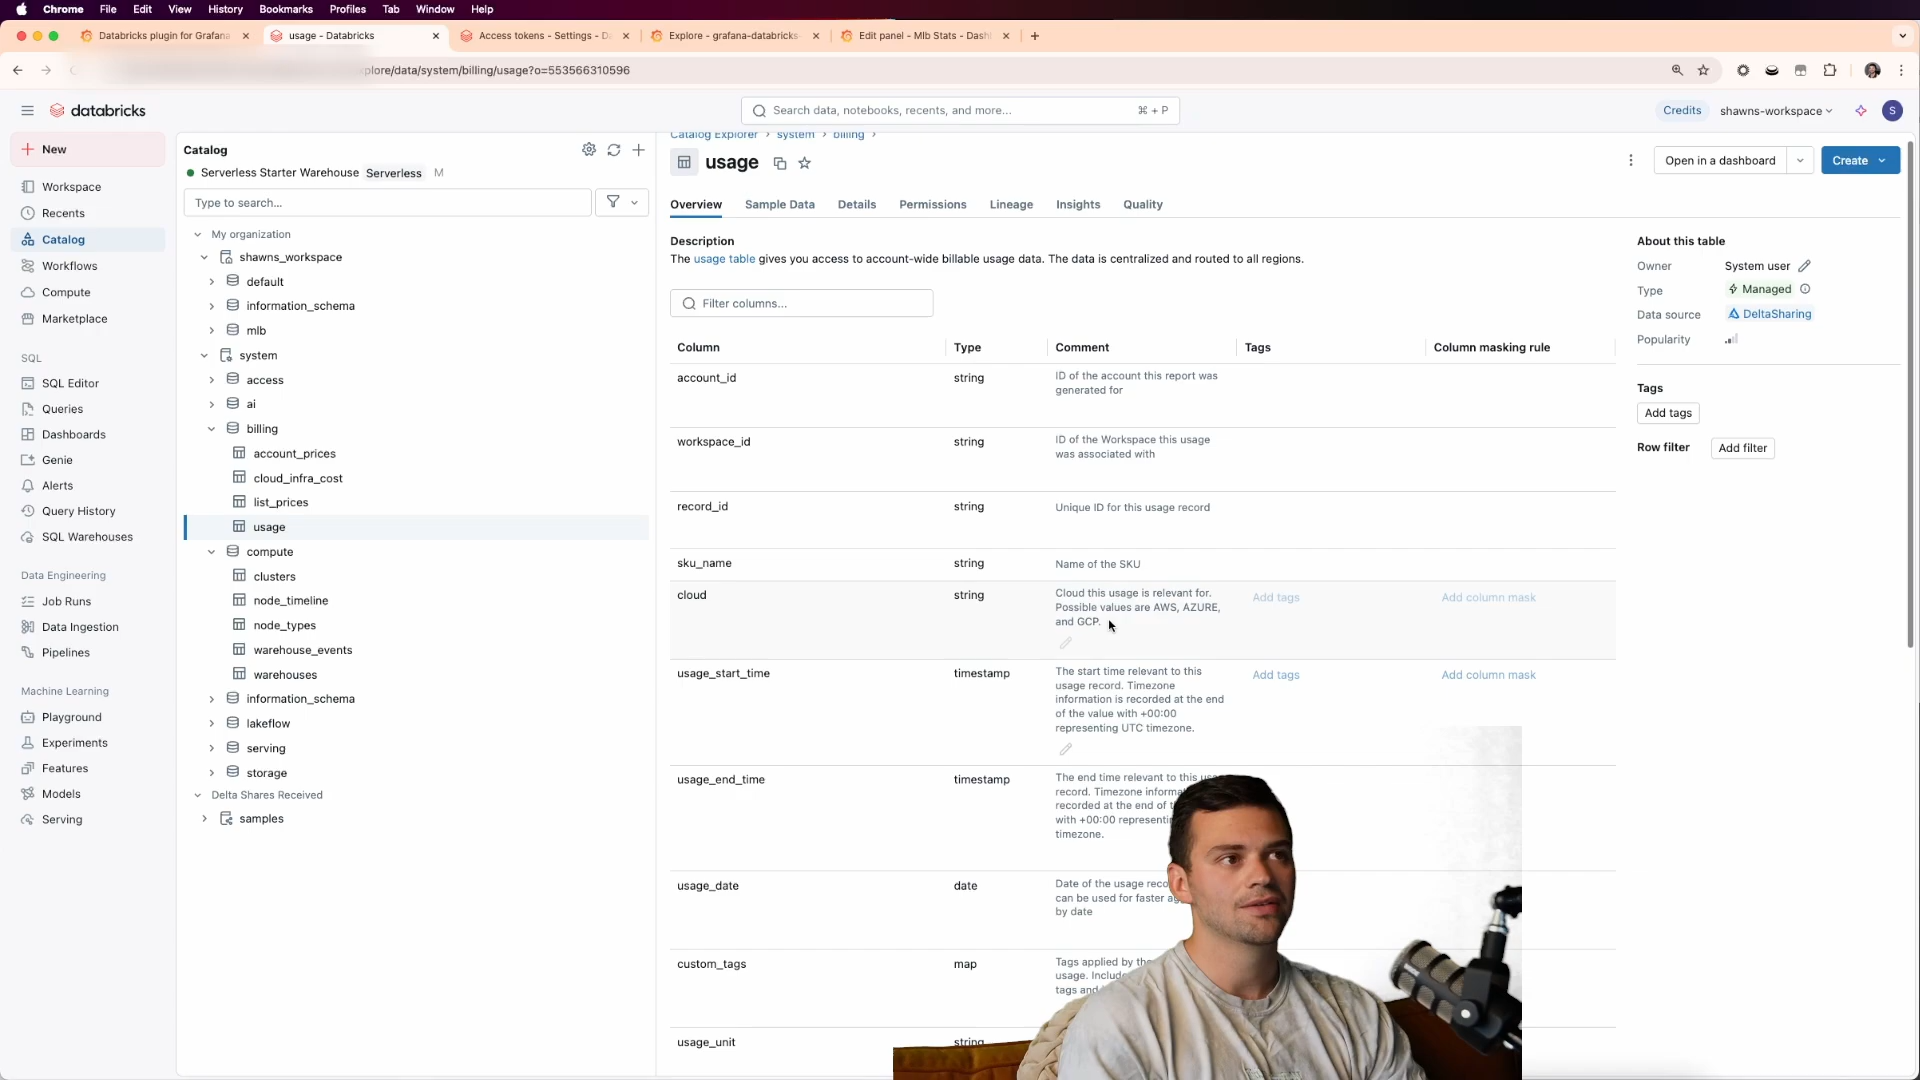 Chrome File Edit View History Bookmarks Profiles Tab Window Help
Databricks plugin for Grafana
usage - Databricks
Access tokens - Settings - D
Explore - grafana-databricks
Edit panel - Mlb Stats - Dash
plore/data/system/billing/usage?o=553566310596
databricks
Search data, notebooks, recents, and more...
⌘ + P
Credits
shawns-workspace
S
New
Workspace
Recents
Catalog
Workflows
Compute
Marketplace
SQL
SQL Editor
Queries
Dashboards
Genie
Alerts
Query History
SQL Warehouses
Data Engineering
Job Runs
Data Ingestion
Pipelines
Machine Learning
Playground
Experiments
Features
Models
Serving
Catalog
Serverless Starter Warehouse Serverless M
Type to search...
My organization
shawns_workspace
default
information_schema
mlb
system
access
ai
billing
account_prices
cloud_infra_cost
list_prices
usage
compute
clusters
node_timeline
node_types
warehouse_events
warehouses
information_schema
lakeflow
serving
storage
Delta Shares Received
samples
Catalog Explorer › system › billing ›
usage
Open in a dashboard
Create
Overview Sample Data Details Permissions Lineage Insights Quality
Description
The usage table gives you access to account-wide billable usage data. The data is centralized and routed to all regions.
Filter columns...
Column Type Comment Tags Column masking rule
account_id string ID of the account this report was
generated for
workspace_id string ID of the Workspace this usage
was associated with
record_id string Unique ID for this usage record
sku_name string Name of the SKU
cloud string Cloud this usage is relevant for. Add tags Add column mask
Possible values are AWS, AZURE,
and GCP.
usage_start_time timestamp The start time relevant to this Add tags Add column mask
usage record. Timezone
information is recorded at the end
of the value with +00:00
representing UTC timezone.
usage_end_time timestamp The end time relevant to this
record. Timezone
recorded at the end of
with +00:00
timezone.
usage_date date Date of the usage
can be used for faster
by date
custom_tags map Tags applied by the
usage.
tags and
usage_unit string
About this table
Owner System user
Type Managed
Data source DeltaSharing
Popularity
Tags
Add tags
Row filter Add filter